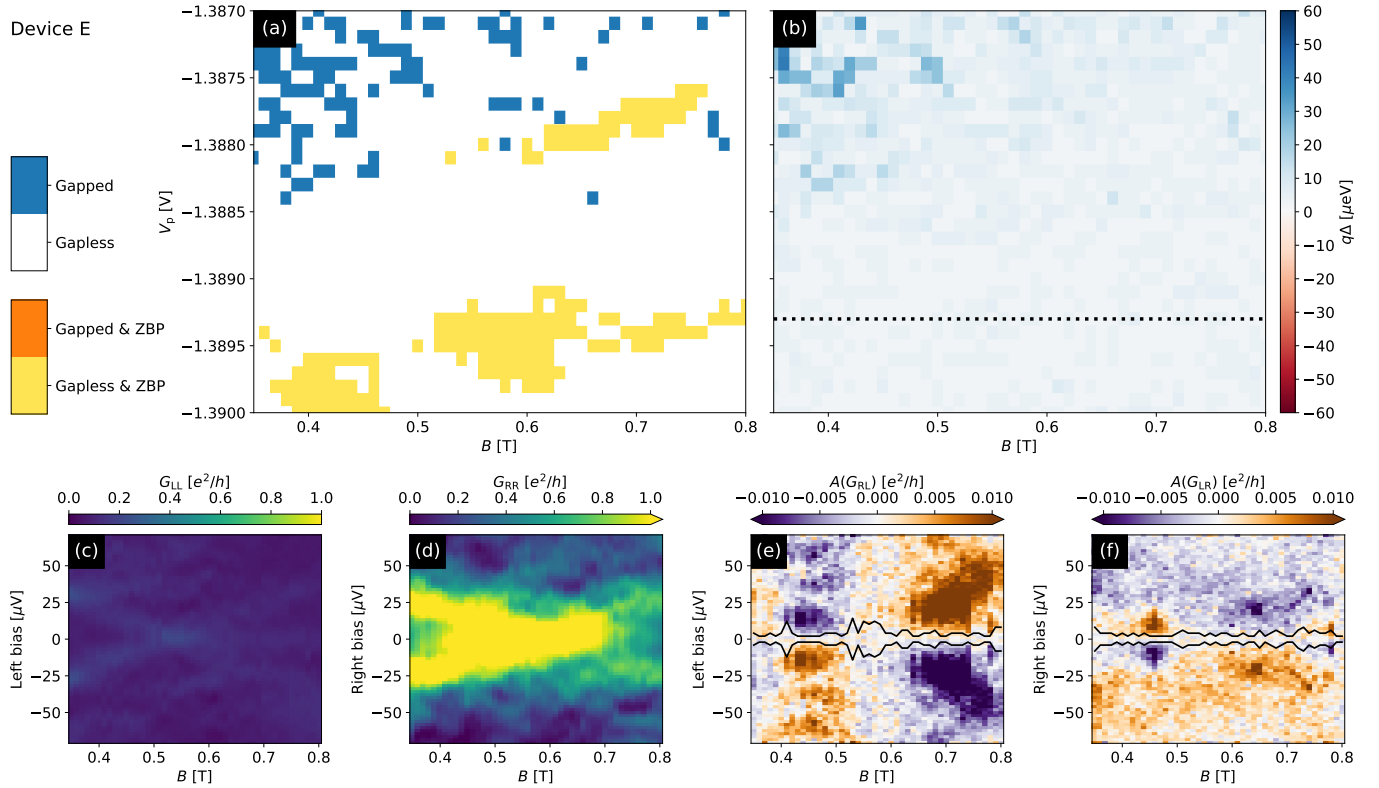 Device E
Gapped
Gapless
Gapped & ZBP
Gapless & ZBP
(a)
−1.3870
−1.3875
−1.3880
−1.3885
−1.3890
−1.3895
−1.3900
Vp [V]
0.4 0.5 0.6 0.7 0.8
B [T]
(b)
0.4 0.5 0.6 0.7 0.8
B [T]
60
50
40
30
20
10
0
−10
−20
−30
−40
−50
−60
qΔ [μeV]
GLL [e²/h]
0.0 0.2 0.4 0.6 0.8 1.0
(c)
50
25
0
−25
−50
Left bias [μV]
0.4 0.5 0.6 0.7 0.8
B [T]
GRR [e²/h]
0.0 0.2 0.4 0.6 0.8 1.0
(d)
50
25
0
−25
−50
Right bias [μV]
0.4 0.5 0.6 0.7 0.8
B [T]
A(GRL) [e²/h]
−0.010 −0.005 0.000 0.005 0.010
(e)
50
25
0
−25
−50
Left bias [μV]
0.4 0.5 0.6 0.7 0.8
B [T]
A(GLR) [e²/h]
−0.010 −0.005 0.000 0.005 0.010
(f)
50
25
0
−25
−50
Right bias [μV]
0.4 0.5 0.6 0.7 0.8
B [T]